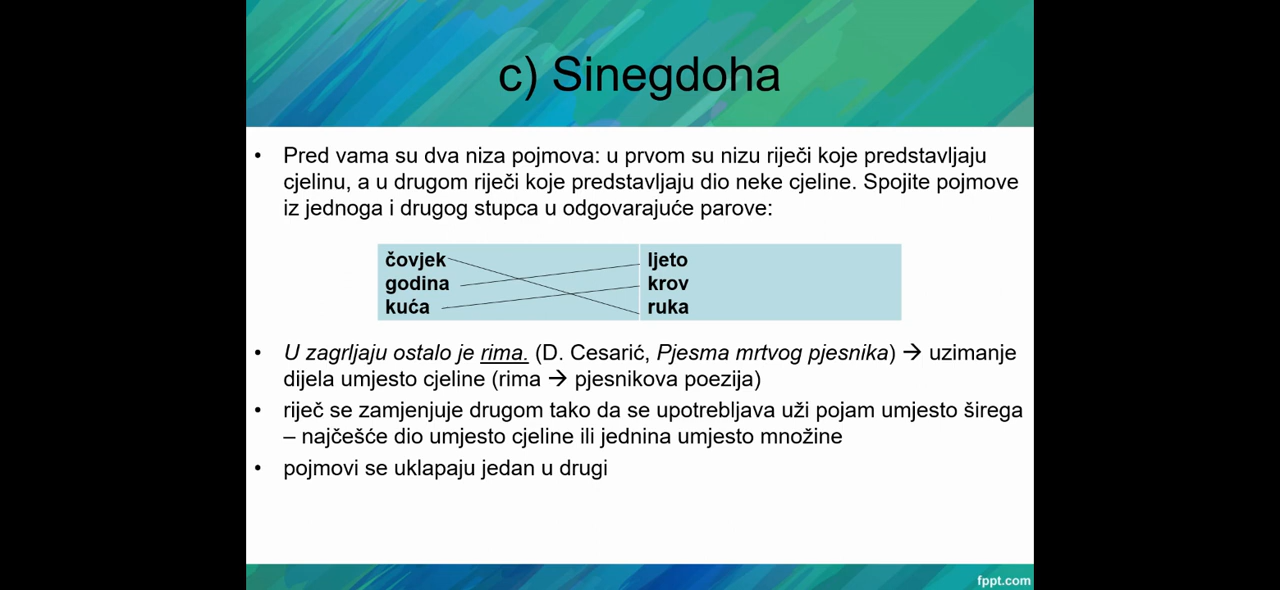 c) Sinegdoha
• Pred vama su dva niza pojmova: u prvom su nizu riječi koje predstavljaju
cjelinu, a u drugom riječi koje predstavljaju dio neke cjeline. Spojite pojmove
iz jednoga i drugog stupca u odgovarajuće parove:
čovjek ljeto
godina krov
kuća ruka
• U zagrljaju ostalo je rima. (D. Cesarić, Pjesma mrtvog pjesnika) → uzimanje
dijela umjesto cjeline (rima → pjesnikova poezija)
• riječ se zamjenjuje drugom tako da se upotrebljava uži pojam umjesto širega
– najčešće dio umjesto cjeline ili jednina umjesto množine
• pojmovi se uklapaju jedan u drugi
fppt.com